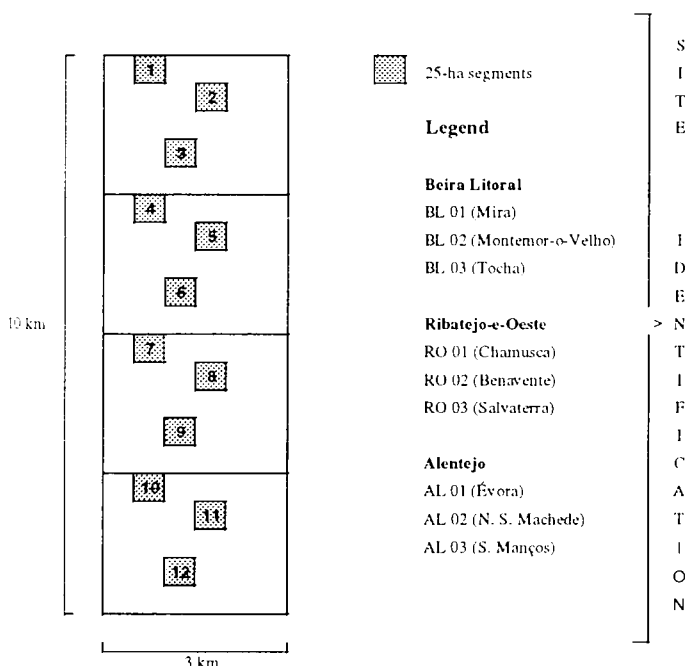 1
2
3
4
5
6
7
8
9
10
11
12
10 km
3 km
25-ha segments
Legend
Beira Litoral
BL 01 (Mira)
BL 02 (Montemor-o-Velho)
BL 03 (Tocha)
Ribatejo-e-Oeste
RO 01 (Chamusca)
RO 02 (Benavente)
RO 03 (Salvaterra)
Alentejo
AL 01 (Évora)
AL 02 (N. S. Machede)
AL 03 (S. Manços)
>
SITE
IDENTIFICATION